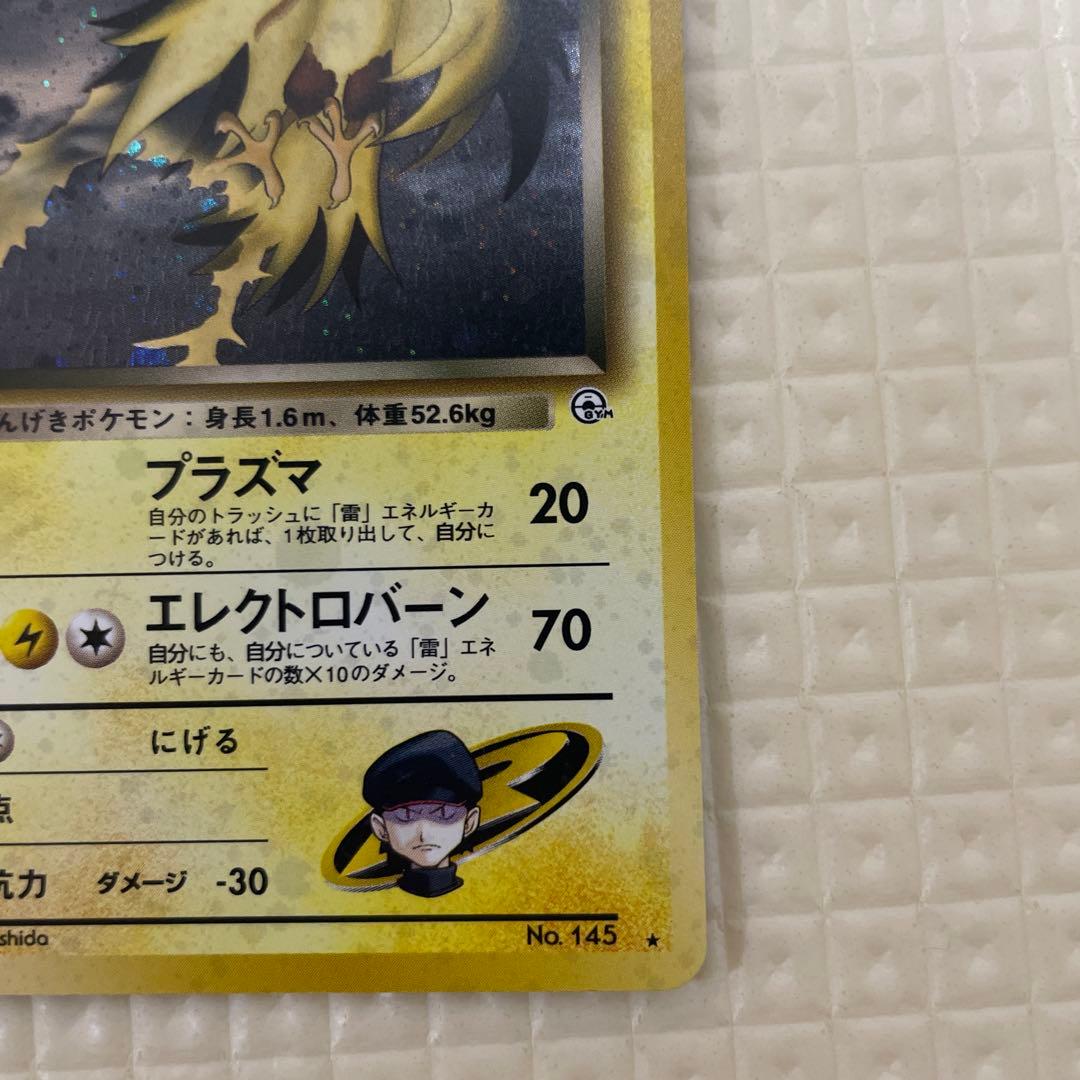 んげきポケモン：身長1.6m、体重52.6kg
GYM
プラズマ 20
自分のトラッシュに「雷」エネルギーカ
ードがあれば、1枚取り出して、自分に
つける。
エレクトロバーン 70
自分にも、自分についている「雷」エネ
ルギーカードの数×10のダメージ。
にげる
点
抗力 ダメージ -30
shida No. 145 ★